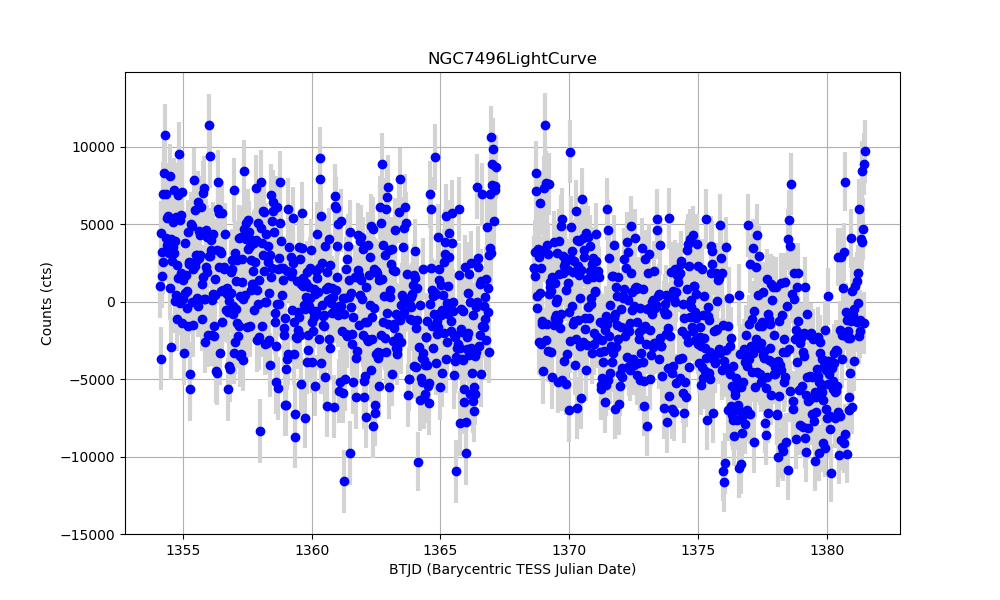 NGC7496LightCurve
Counts (cts)
10000
5000
0
−5000
−10000
−15000
1355 1360 1365 1370 1375 1380
BTJD (Barycentric TESS Julian Date)